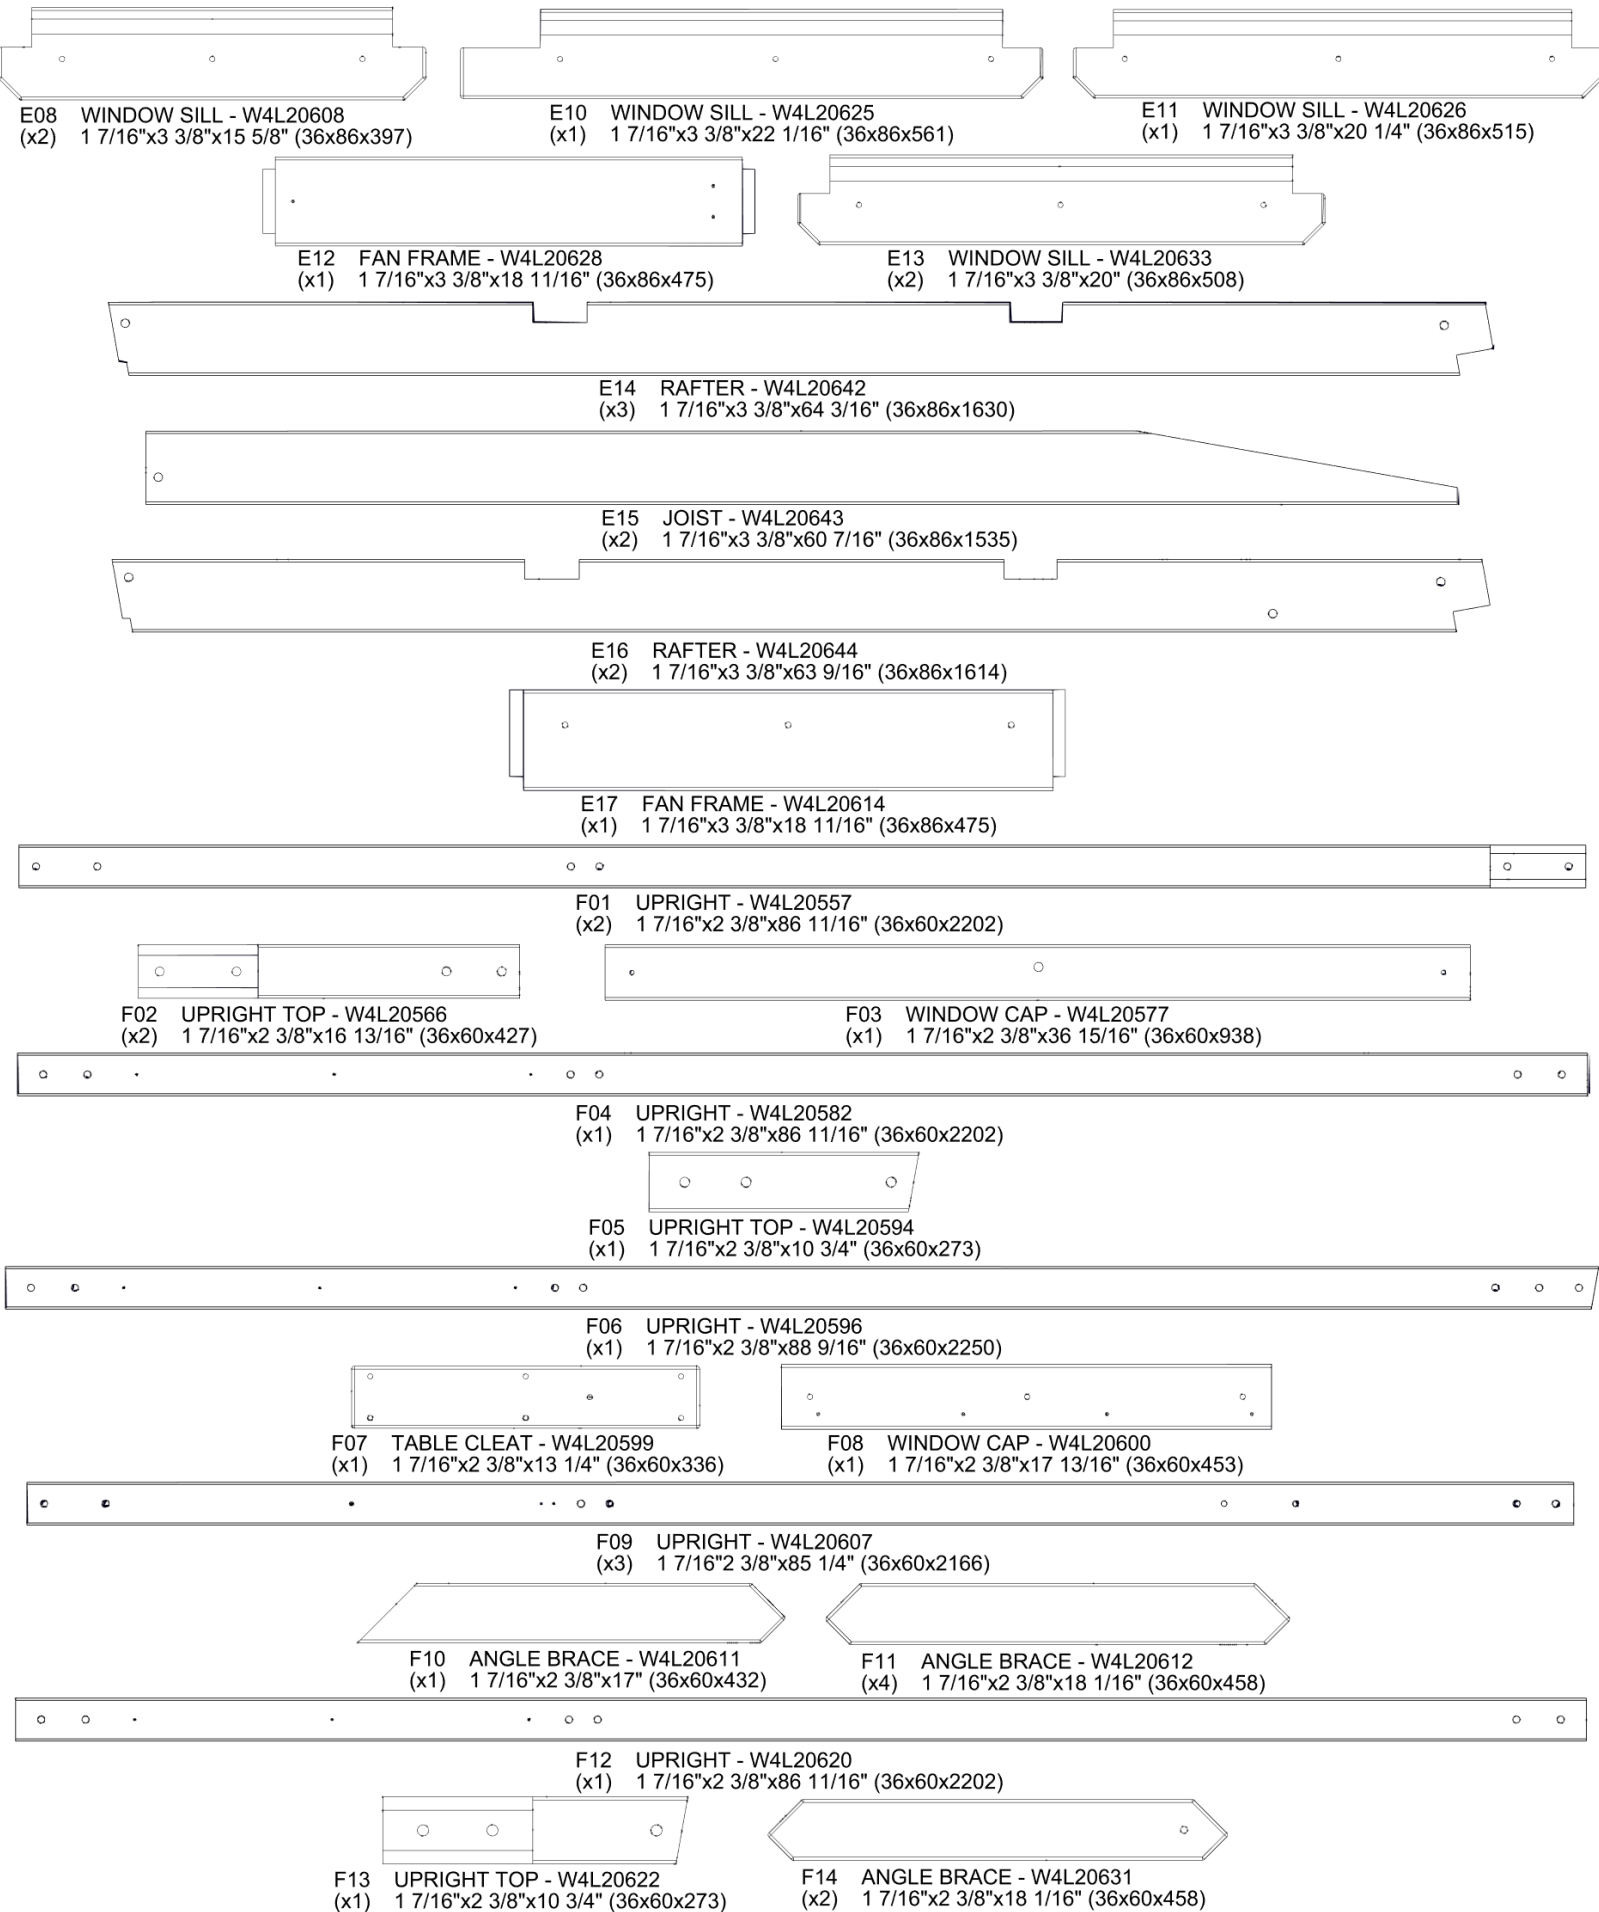 E08 WINDOW SILL - W4L20608
(x2) 1 7/16"x3 3/8"x15 5/8" (36x86x397)
E10 WINDOW SILL - W4L20625
(x1) 1 7/16"x3 3/8"x22 1/16" (36x86x561)
E11 WINDOW SILL - W4L20626
(x1) 1 7/16"x3 3/8"x20 1/4" (36x86x515)
E12 FAN FRAME - W4L20628
(x1) 1 7/16"x3 3/8"x18 11/16" (36x86x475)
E13 WINDOW SILL - W4L20633
(x2) 1 7/16"x3 3/8"x20" (36x86x508)
E14 RAFTER - W4L20642
(x3) 1 7/16"x3 3/8"x64 3/16" (36x86x1630)
E15 JOIST - W4L20643
(x2) 1 7/16"x3 3/8"x60 7/16" (36x86x1535)
E16 RAFTER - W4L20644
(x2) 1 7/16"x3 3/8"x63 9/16" (36x86x1614)
E17 FAN FRAME - W4L20614
(x1) 1 7/16"x3 3/8"x18 11/16" (36x86x475)
F01 UPRIGHT - W4L20557
(x2) 1 7/16"x2 3/8"x86 11/16" (36x60x2202)
F02 UPRIGHT TOP - W4L20566
(x2) 1 7/16"x2 3/8"x16 13/16" (36x60x427)
F03 WINDOW CAP - W4L20577
(x1) 1 7/16"x2 3/8"x36 15/16" (36x60x938)
F04 UPRIGHT - W4L20582
(x1) 1 7/16"x2 3/8"x86 11/16" (36x60x2202)
F05 UPRIGHT TOP - W4L20594
(x1) 1 7/16"x2 3/8"x10 3/4" (36x60x273)
F06 UPRIGHT - W4L20596
(x1) 1 7/16"x2 3/8"x88 9/16" (36x60x2250)
F07 TABLE CLEAT - W4L20599
(x1) 1 7/16"x2 3/8"x13 1/4" (36x60x336)
F08 WINDOW CAP - W4L20600
(x1) 1 7/16"x2 3/8"x17 13/16" (36x60x453)
F09 UPRIGHT - W4L20607
(x3) 1 7/16"2 3/8"x85 1/4" (36x60x2166)
F10 ANGLE BRACE - W4L20611
(x1) 1 7/16"x2 3/8"x17" (36x60x432)
F11 ANGLE BRACE - W4L20612
(x4) 1 7/16"x2 3/8"x18 1/16" (36x60x458)
F12 UPRIGHT - W4L20620
(x1) 1 7/16"x2 3/8"x86 11/16" (36x60x2202)
F13 UPRIGHT TOP - W4L20622
(x1) 1 7/16"x2 3/8"x10 3/4" (36x60x273)
F14 ANGLE BRACE - W4L20631
(x2) 1 7/16"x2 3/8"x18 1/16" (36x60x458)